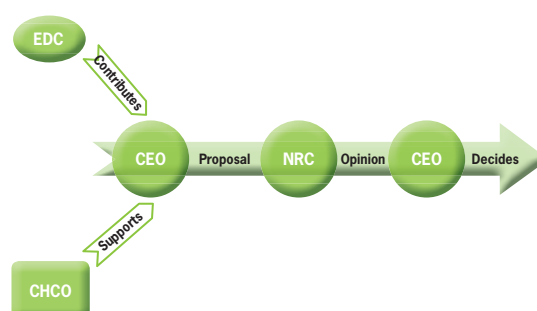 EDC
Contributes
CEO Proposal NRC Opinion CEO Decides
Supports
CHCO